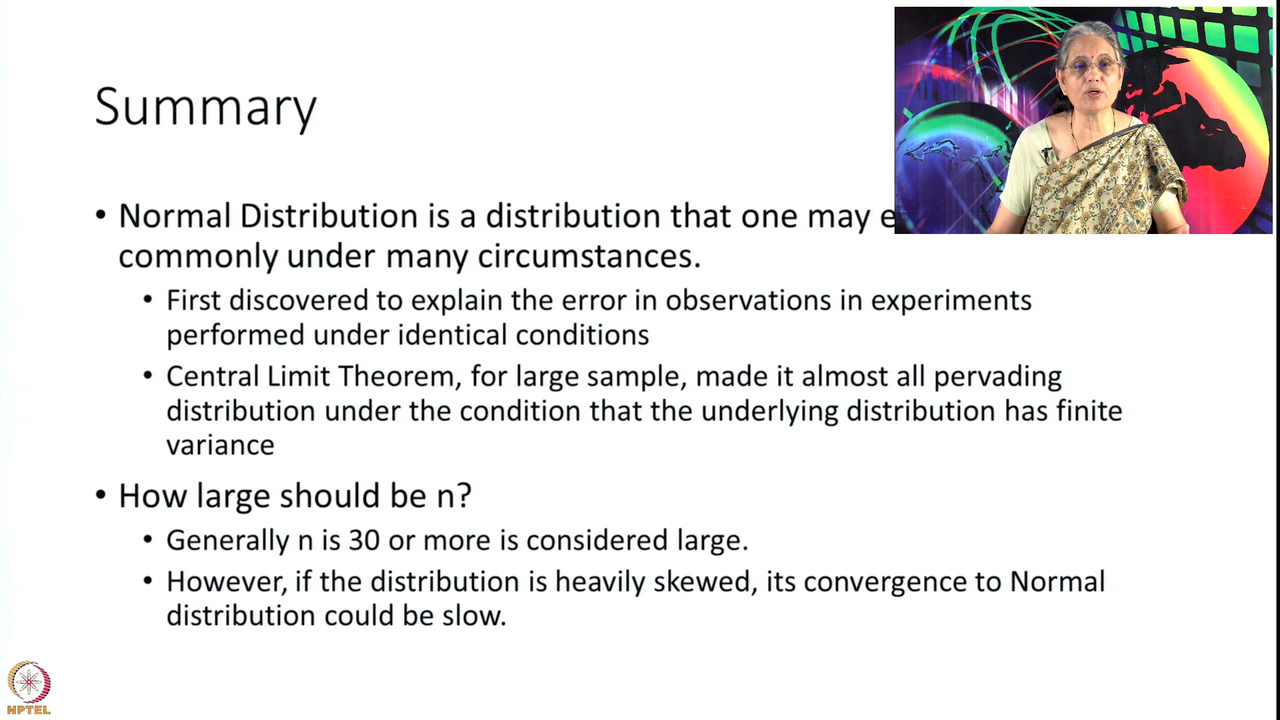 Summary
• Normal Distribution is a distribution that one may
commonly under many circumstances.
• First discovered to explain the error in observations in experiments
performed under identical conditions
• Central Limit Theorem, for large sample, made it almost all pervading
distribution under the condition that the underlying distribution has finite
variance
• How large should be n?
• Generally n is 30 or more is considered large.
• However, if the distribution is heavily skewed, its convergence to Normal
distribution could be slow.
NPTEL